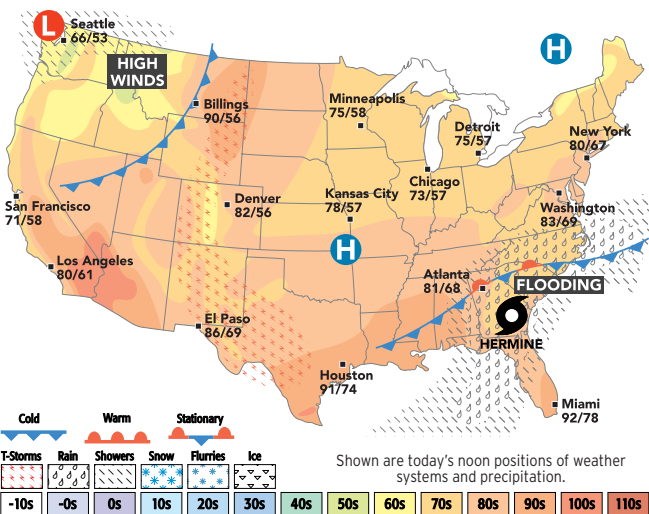 L
Seattle
66/53
HIGH
WINDS
H
Billings
90/56
Minneapolis
75/58
Detroit
75/57
New York
80/67
Chicago
73/57
Denver
82/56
Kansas City
78/57
San Francisco
71/58
Washington
83/69
H
Los Angeles
80/61
Atlanta
81/68
FLOODING
El Paso
86/69
HERMINE
Houston
91/74
Miami
92/78
Cold
Warm
Stationary
T-Storms Rain Showers Snow Flurries Ice
Shown are today's noon positions of weather
systems and precipitation.
-10s -0s 0s 10s 20s 30s 40s 50s 60s 70s 80s 90s 100s 110s